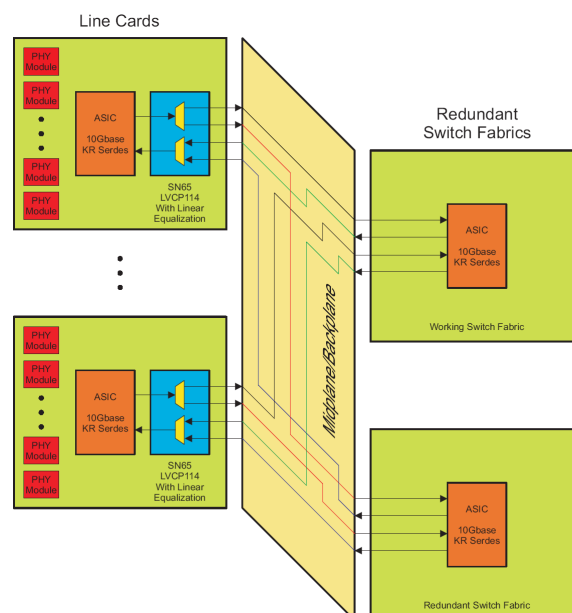 Line Cards
PHY
Module
PHY
Module
PHY
Module
PHY
Module
ASIC
10Gbase
KR Serdes
SN65
LVCP114
With Linear
Equalization
Redundant
Switch Fabrics
ASIC
10Gbase
KR Serdes
Working Switch Fabric
Midplane/Backplane
PHY
Module
PHY
Module
PHY
Module
PHY
Module
ASIC
10Gbase
KR Serdes
SN65
LVCP114
With Linear
Equalization
ASIC
10Gbase
KR Serdes
Redundant Switch Fabric